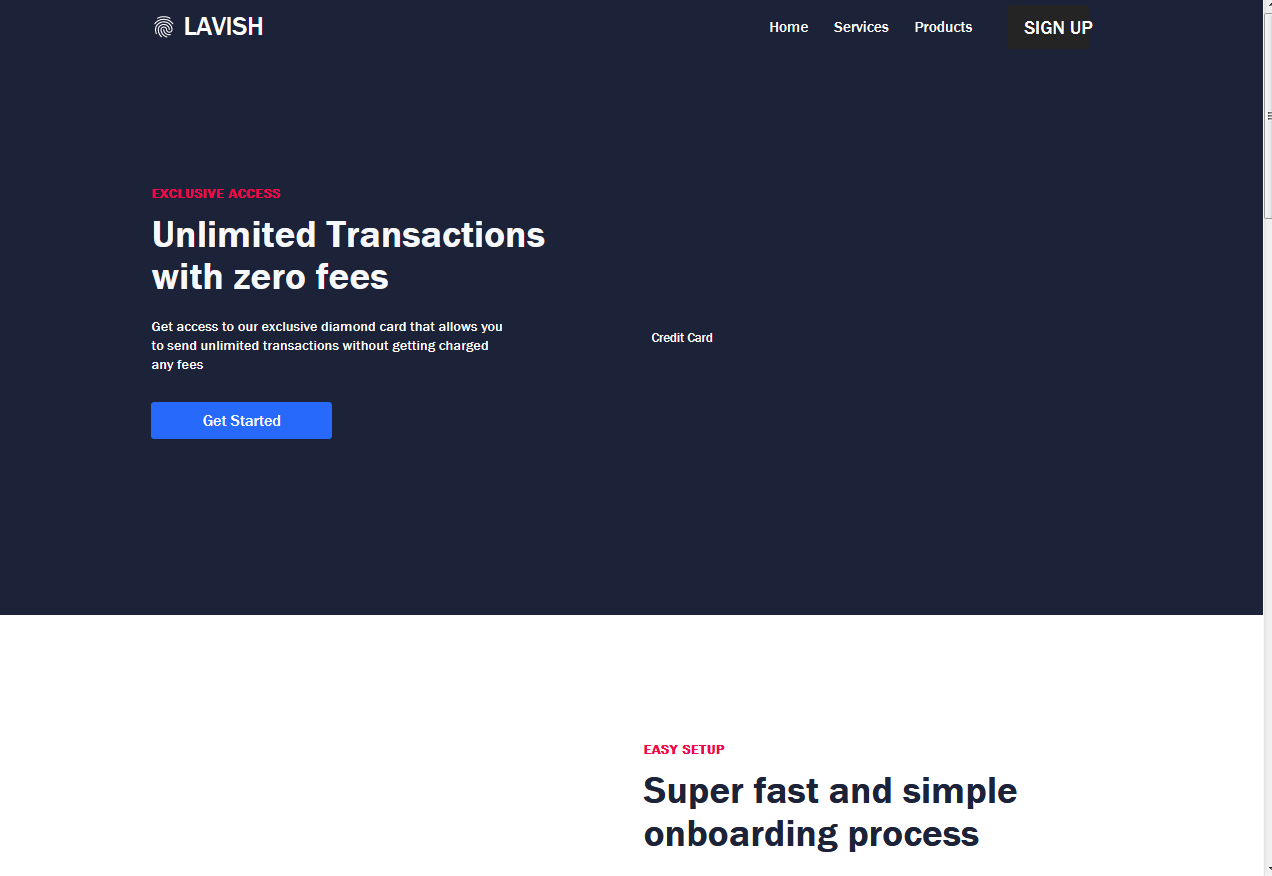 LAVISH
Home Services Products SIGN UP
EXCLUSIVE ACCESS
Unlimited Transactions
with zero fees
Get access to our exclusive diamond card that allows you
to send unlimited transactions without getting charged
any fees
Credit Card
Get Started
EASY SETUP
Super fast and simple
onboarding process